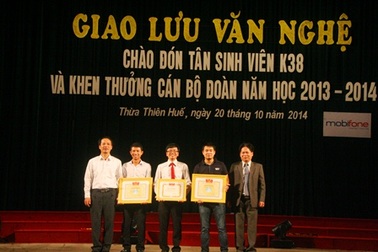 GIAO LƯU VĂN NGHỆ
CHÀO ĐÓN TÂN SINH VIÊN K38
VÀ KHEN THƯỞNG CÁN BỘ ĐOÀN NĂM HỌC 2013 - 2014
Thừa Thiên Huế, ngày 20 tháng 10 năm 2014
mobifone